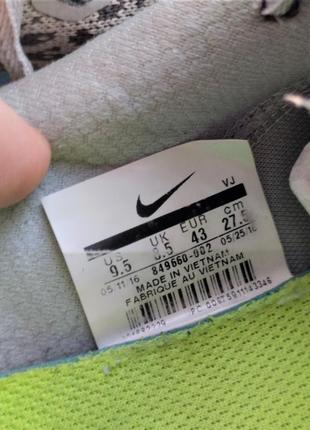 VJ
US UK EUR cm
9.5 8.5 43 27.5
849660-002
05/11/16 05/25/16
MADE IN VIETNAM
FABRIQUE AU VIETNAM